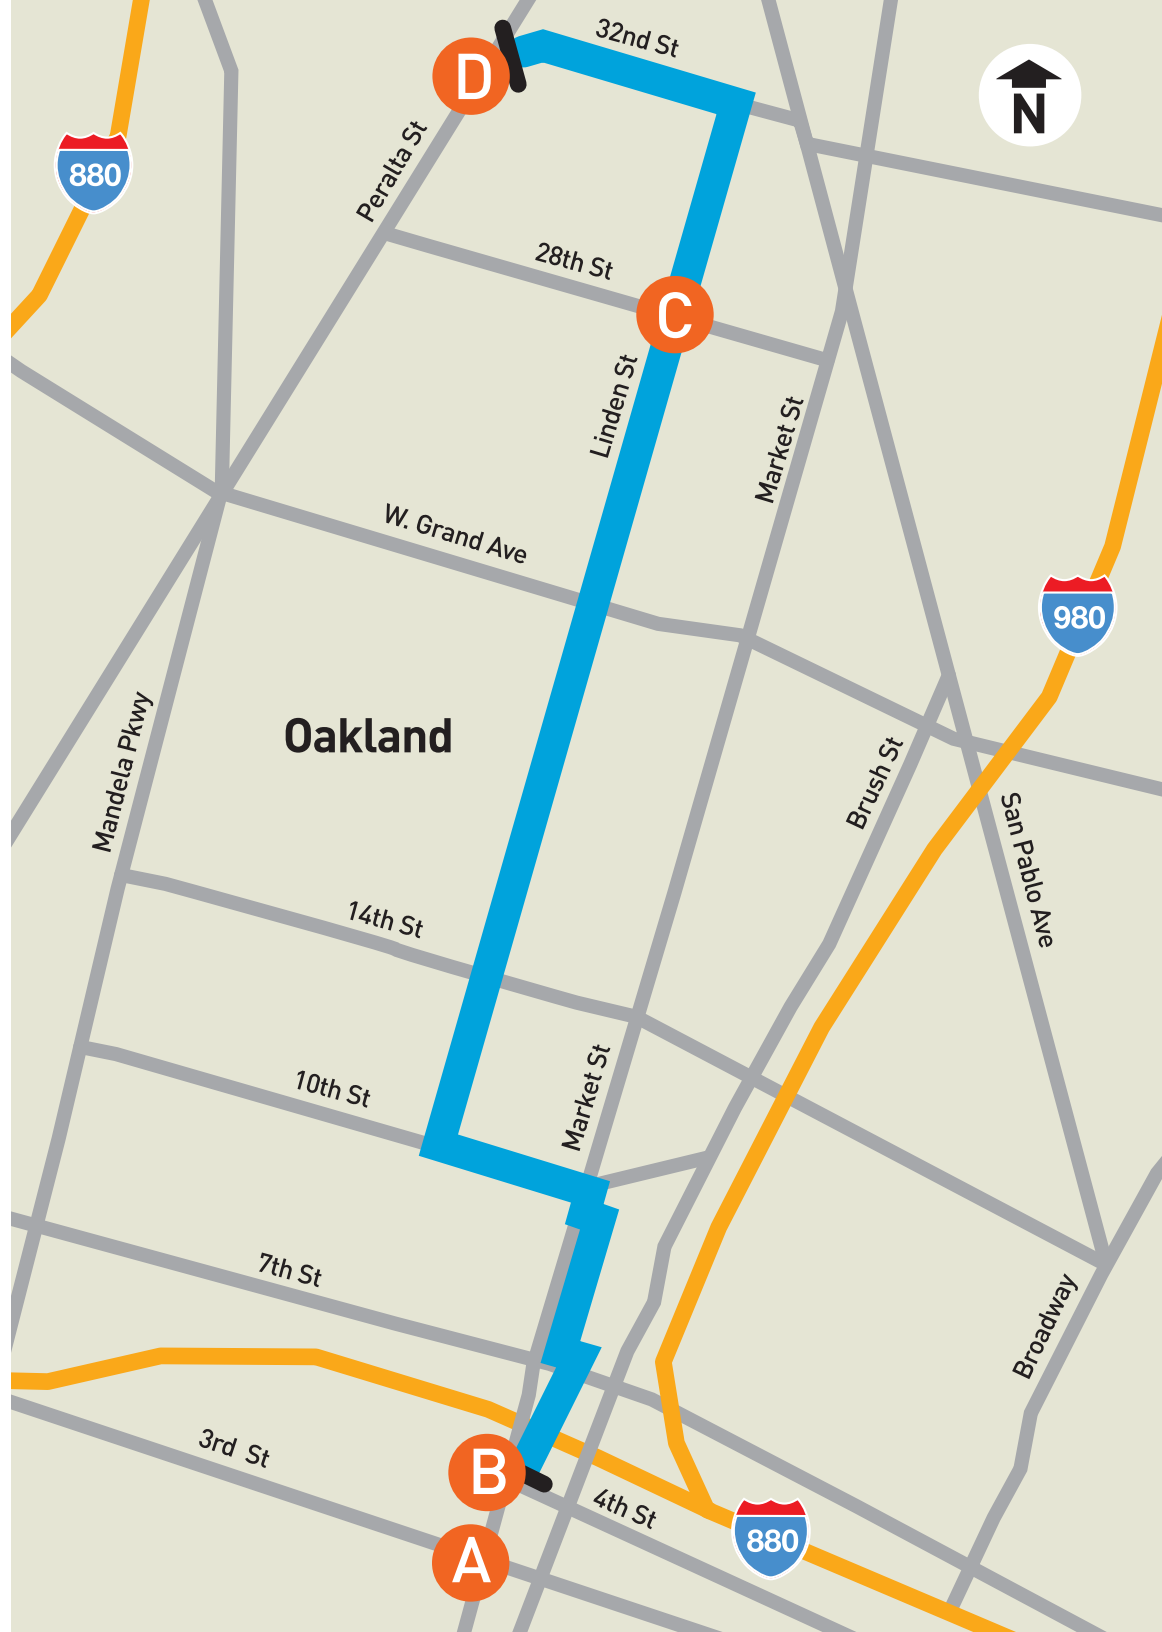 32nd St
D
N
Peralta St
880
28th St
C
Linden St
Market St
W. Grand Ave
980
Oakland
Mandela Pkwy
Brush St
San Pablo Ave
14th St
10th St
Market St
7th St
Broadway
3rd St
B
4th St
880
A